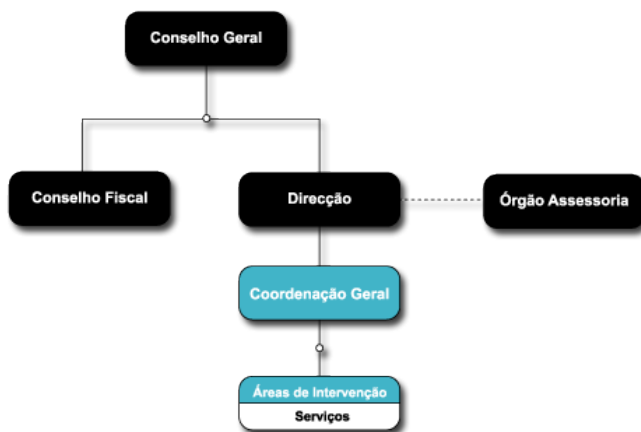 Conselho Geral
Conselho Fiscal
Direcção
Órgão Assessoria
Coordenação Geral
Áreas de Intervenção
Serviços